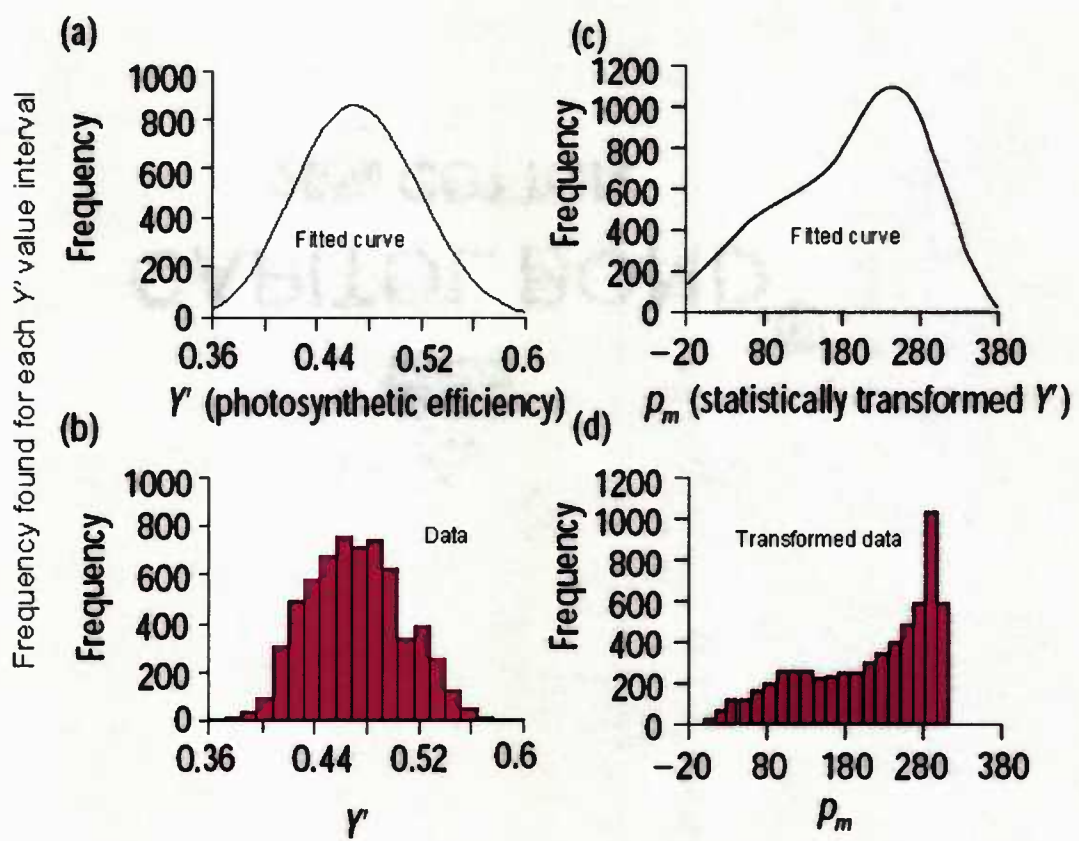 (a)
Frequency found for each Y' value interval
Frequency
1000
800
600
400
200
0
Fitted curve
0.36 0.44 0.52 0.6
Y' (photosynthetic efficiency)
(b)
Frequency
1000
800
600
400
200
0
Data
0.36 0.44 0.52 0.6
Y'
(c)
Frequency
1200
1000
800
600
400
200
0
Fitted curve
−20 80 180 280 380
pm (statistically transformed Y')
(d)
Frequency
1200
1000
800
600
400
200
0
Transformed data
−20 80 180 280 380
pm